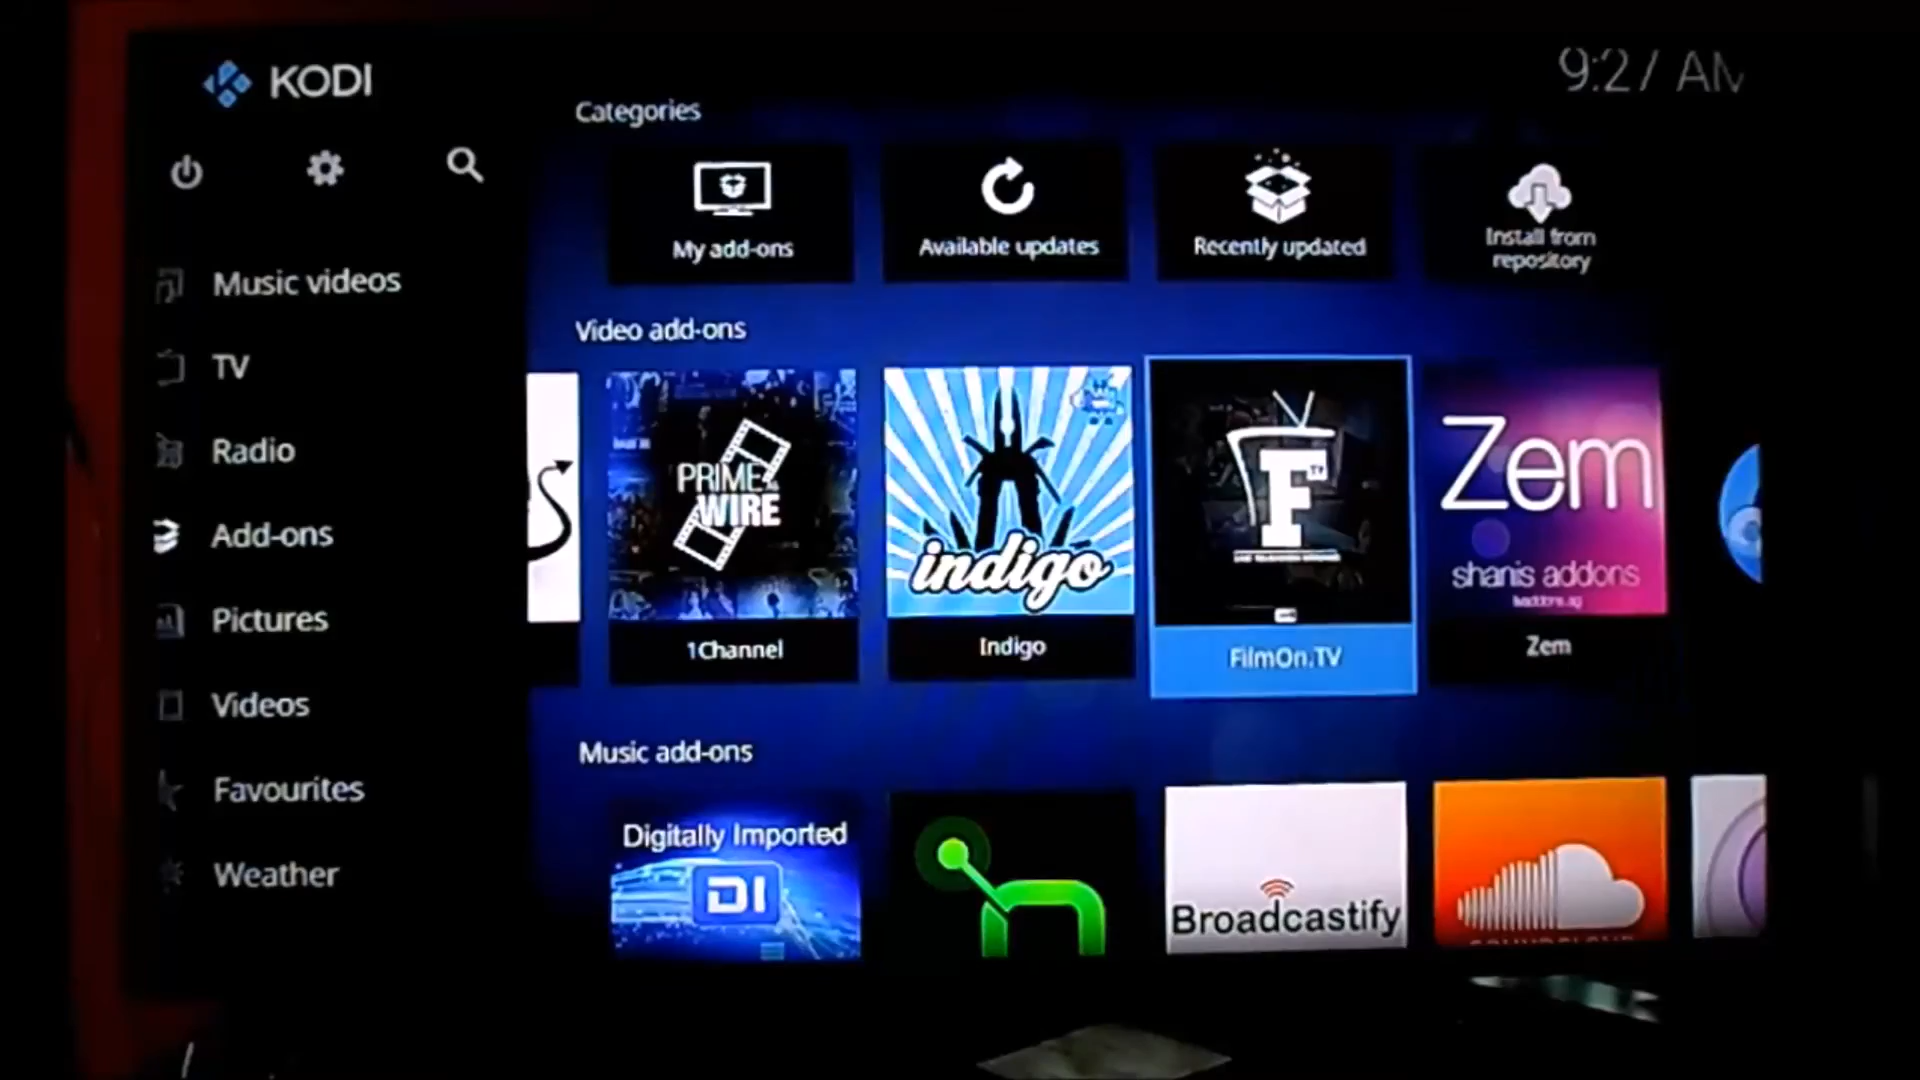 KODI
9:27 AM
Categories
My add-ons
Available updates
Recently updated
Install from
repository
Music videos
TV
Radio
Add-ons
Pictures
Videos
Favourites
Weather
Video add-ons
PRIME
WIRE
indigo
F
TV
Zem
shanis addons
1Channel
Indigo
FilmOn.TV
Zem
Music add-ons
Digitally Imported
DI
Broadcastify
SOUNDCLOUD